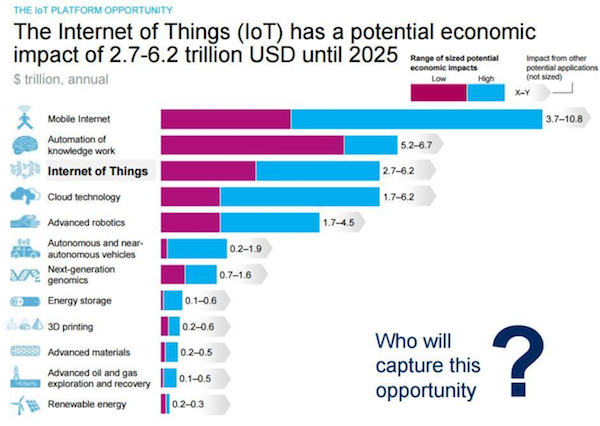 THE IoT PLATFORM OPPORTUNITY
The Internet of Things (IoT) has a potential economic
impact of 2.7-6.2 trillion USD until 2025
$ trillion, annual
Range of sized potential
economic impacts
Low High
Impact from other
potential applications
(not sized)
X–Y
Mobile Internet 3.7–10.8
Automation of
knowledge work 5.2–6.7
Internet of Things 2.7–6.2
Cloud technology 1.7–6.2
Advanced robotics 1.7–4.5
Autonomous and near-
autonomous vehicles 0.2–1.9
Next-generation
genomics 0.7–1.6
Energy storage 0.1–0.6
3D printing 0.2–0.6
Advanced materials 0.2–0.5
Advanced oil and gas
exploration and recovery 0.1–0.5
Renewable energy 0.2–0.3
Who will
capture this
opportunity
?